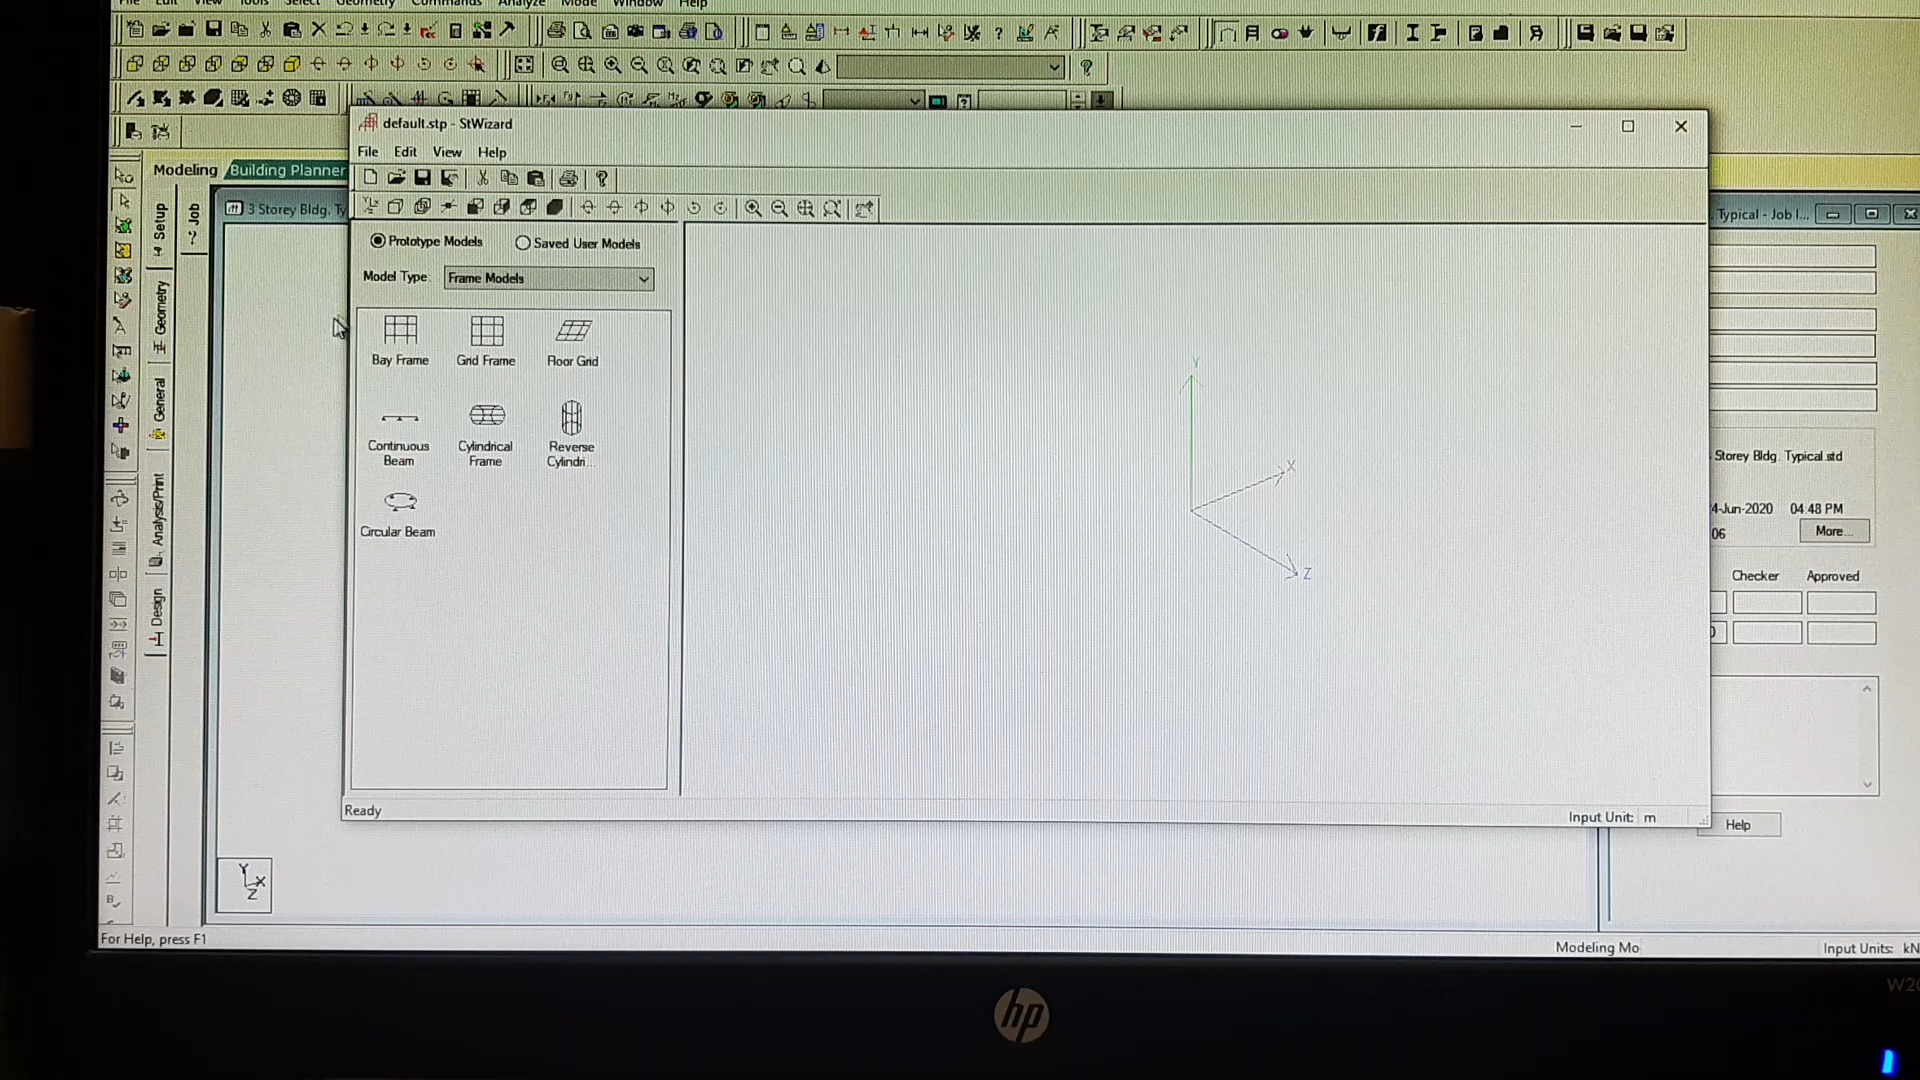 File Edit View Tools Select Geometry Commands Analyze Mode Window Help
Modeling Building Planner
default.stp - StWizard
File Edit View Help
3 Storey Bldg. Ty
Typical - Job I...
Setup
Job
Geometry
General
Analysis/Print
Design
Prototype Models Saved User Models
Model Type: Frame Models
Bay Frame Grid Frame Floor Grid
Continuous Beam
Cylindrical Frame
Reverse Cylindri...
Circular Beam
Y
X
Z
Storey Bldg. Typical.std
4-Jun-2020 04:48 PM
06
More...
Checker Approved
Help
Ready
Input Unit: m
Y
X
Z
For Help, press F1
Modeling Mo
Input Units: kN
hp
W20